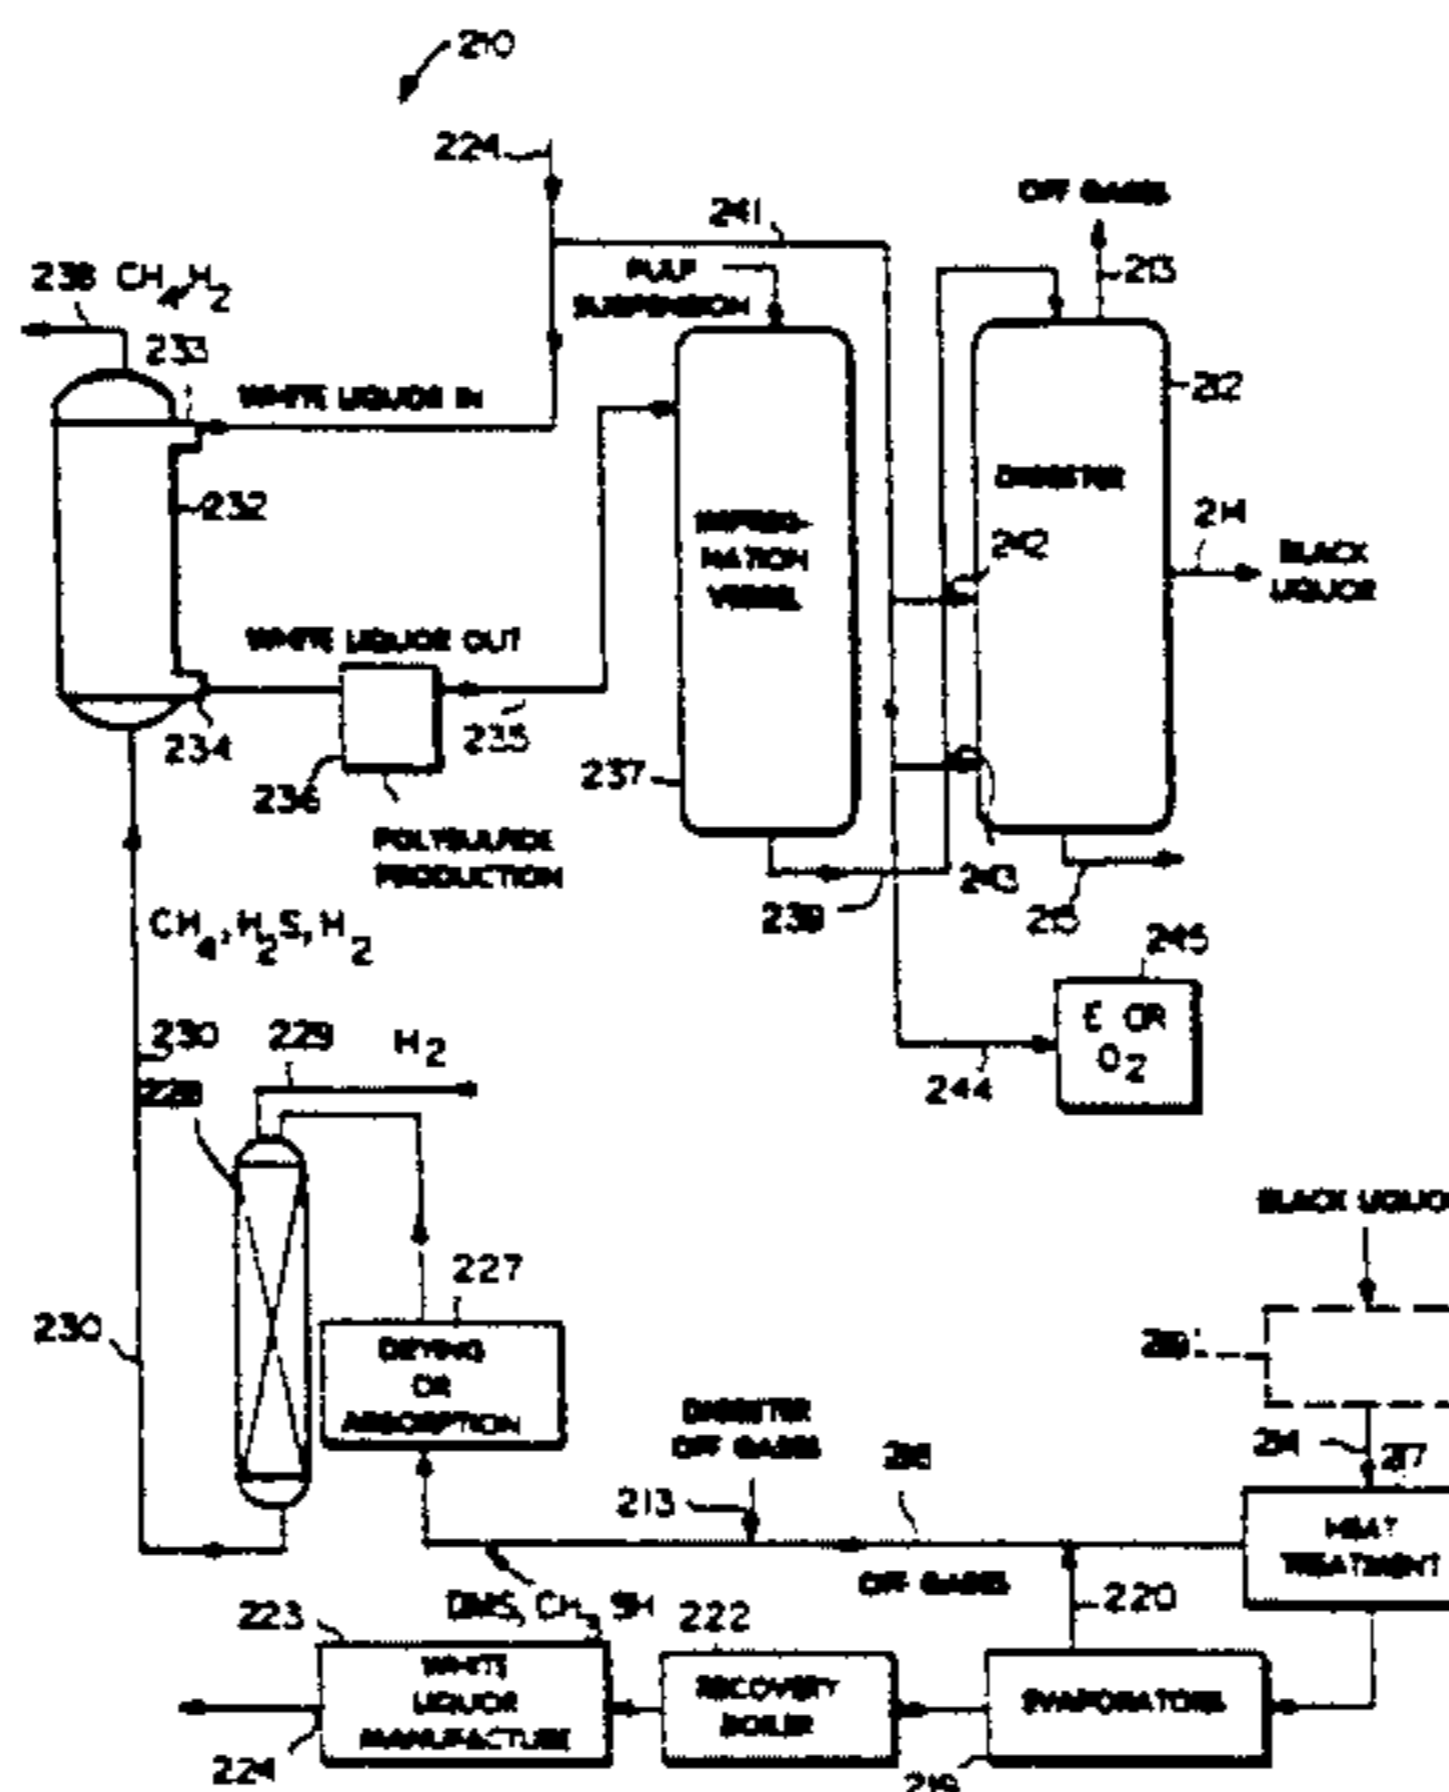 210
224
241
OFF GASES
213
PULP
SUSPENSION
238 CH4, H2
233
WHITE LIQUOR IN
212
232
DIGESTER
214
IMPREG-
NATION
VESSEL
242
BLACK
LIQUOR
WHITE LIQUOR OUT
234
235
236
237
POLYSULFIDE
PRODUCTION
239
243
215
CH4, H2S, H2
245
E OR
O2
230
229
H2
228
244
BLACK LIQUOR
227
230
DRYING
OR
ABSORPTION
DIGESTER
OFF GASES
213
214
217
HEAT
TREATMENT
OFF GASES
DMS, CH3 SH
220
223
222
WHITE
LIQUOR
MANUFACTURE
RECOVERY
BOILER
EVAPORATORS
224
219